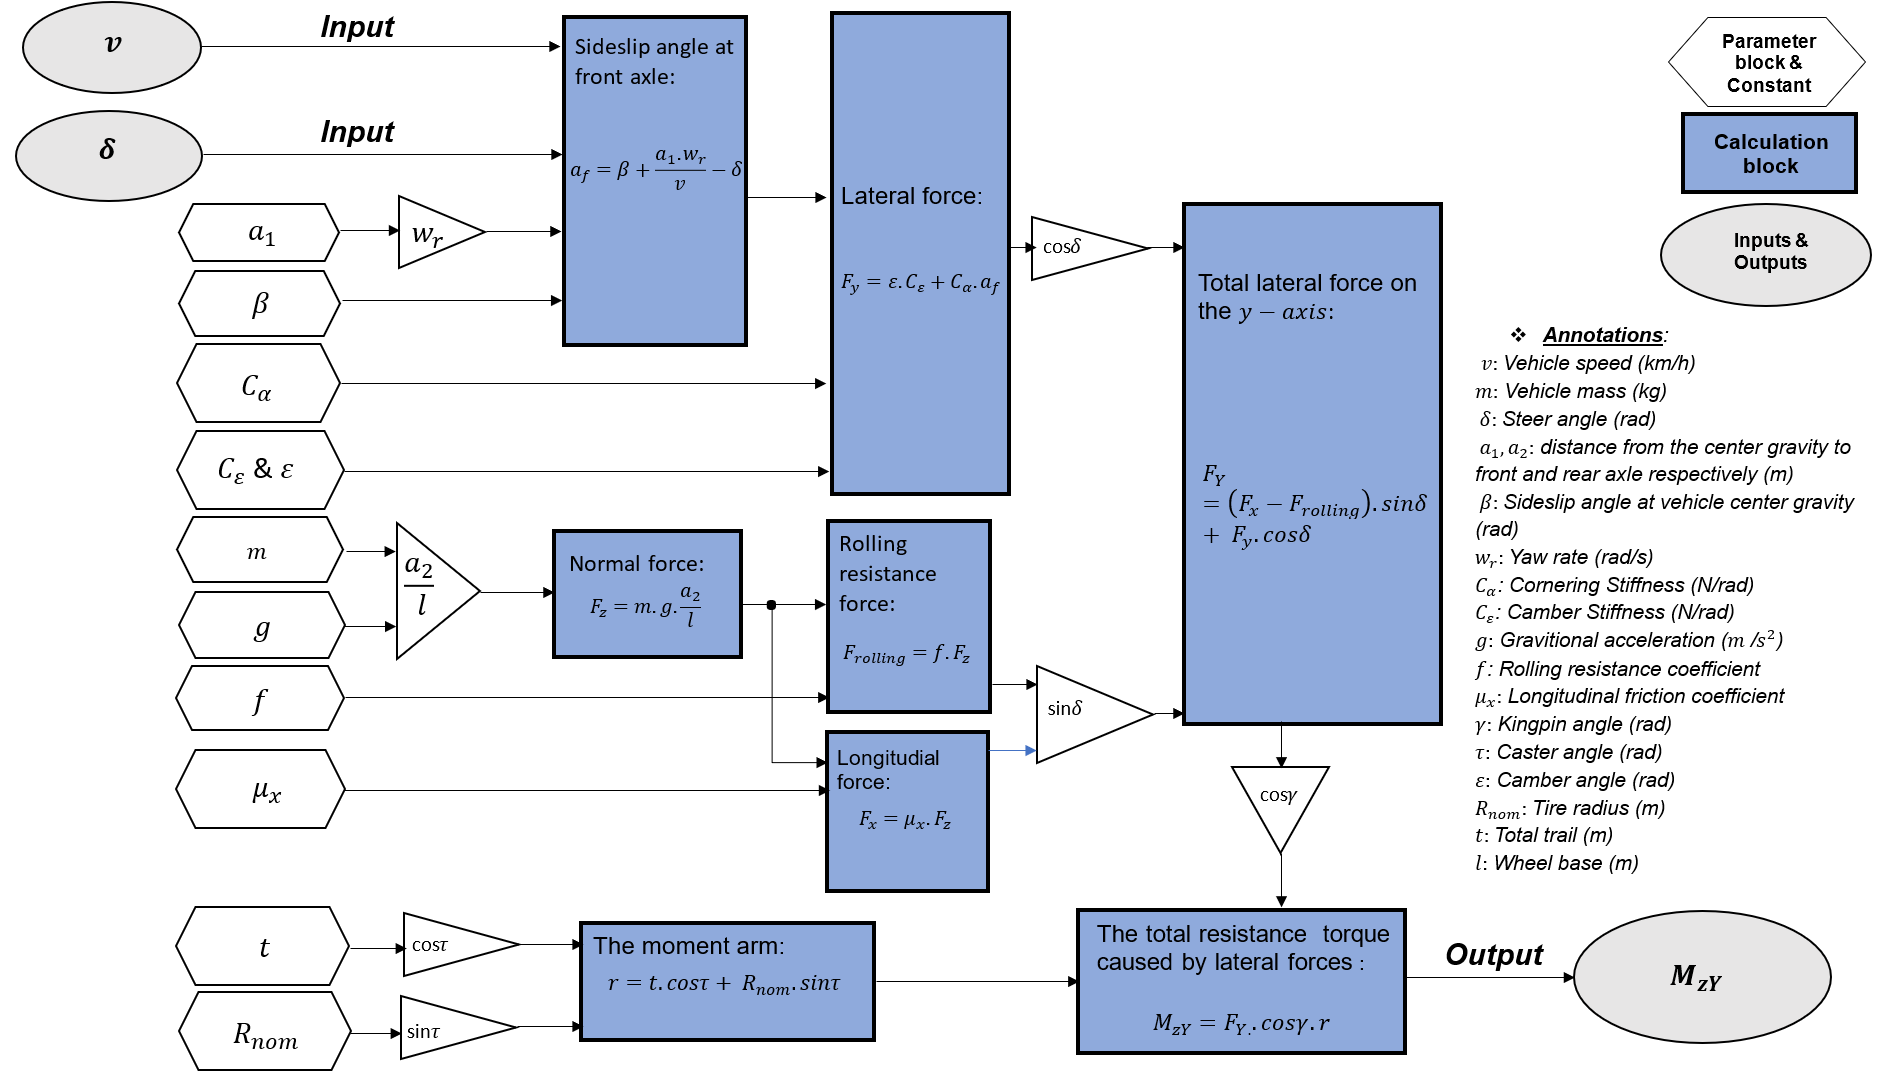 v
Input
δ
Input
a₁
w_r
β
C_α
C_ε & ε
m
g
a₂/l
f
μ_x
t
cosτ
R_nom
sinτ
Sideslip angle at
front axle:
a_f = β + a₁.w_r/v − δ
Lateral force:
F_y = ε.C_ε + C_α.a_f
cosδ
Normal force:
F_z = m.g.a₂/l
Rolling
resistance
force:
F_rolling = f.F_z
Longitudial
force:
F_x = μ_x.F_z
sinδ
Total lateral force on
the y − axis:
F_Y
= (F_x − F_rolling).sinδ
+ F_y.cosδ
cosγ
The moment arm:
r = t.cosτ + R_nom.sinτ
The total resistance torque
caused by lateral forces :
M_zY = F_Y..cosγ.r
Output
M_zY
Parameter
block &
Constant
Calculation
block
Inputs &
Outputs
❖ Annotations:
v: Vehicle speed (km/h)
m: Vehicle mass (kg)
δ: Steer angle (rad)
a₁, a₂: distance from the center gravity to
front and rear axle respectively (m)
β: Sideslip angle at vehicle center gravity
(rad)
w_r: Yaw rate (rad/s)
C_α: Cornering Stiffness (N/rad)
C_ε: Camber Stiffness (N/rad)
g: Gravitional acceleration (m /s²)
f: Rolling resistance coefficient
μ_x: Longitudinal friction coefficient
γ: Kingpin angle (rad)
τ: Caster angle (rad)
ε: Camber angle (rad)
R_nom: Tire radius (m)
t: Total trail (m)
l: Wheel base (m)